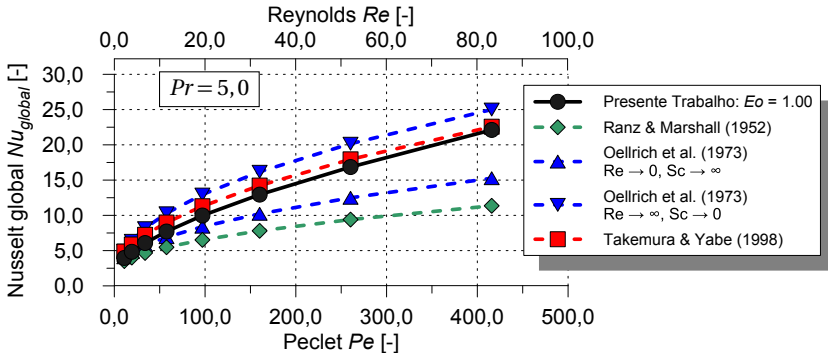 Reynolds Re [-]
0,0 20,0 40,0 60,0 80,0 100,0
Nusselt global Nu_global [-]
30,0
25,0
20,0
15,0
10,0
5,0
0,0
Pr = 5,0
0,0 100,0 200,0 300,0 400,0 500,0
Peclet Pe [-]
Presente Trabalho: Eo = 1.00
Ranz & Marshall (1952)
Oellrich et al. (1973)
Re → 0, Sc → ∞
Oellrich et al. (1973)
Re → ∞, Sc → 0
Takemura & Yabe (1998)